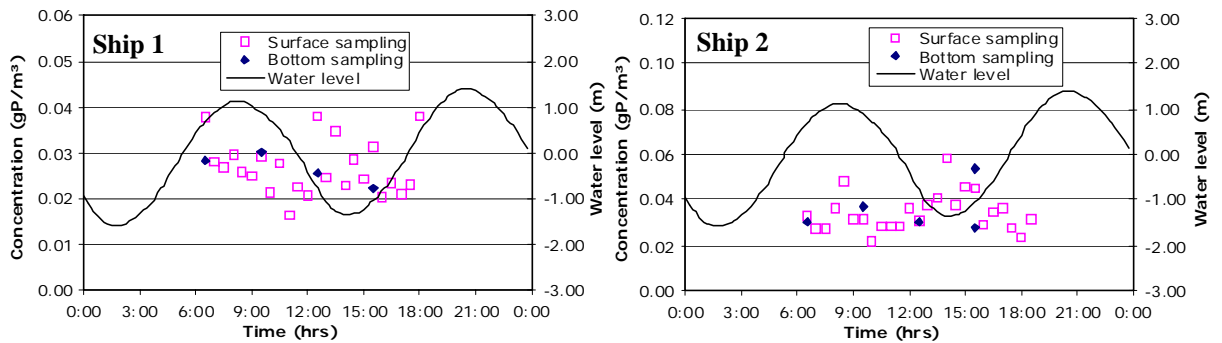 Ship 1
Surface sampling
Bottom sampling
Water level
Concentration (gP/m³)
0.06
0.05
0.04
0.03
0.02
0.01
0.00
3.00
2.00
1.00
0.00
-1.00
-2.00
-3.00
Water level (m)
0:00 3:00 6:00 9:00 12:00 15:00 18:00 21:00 0:00
Time (hrs)
Ship 2
Surface sampling
Bottom sampling
Water level
Concentration (gP/m³)
0.12
0.10
0.08
0.06
0.04
0.02
0.00
3.00
2.00
1.00
0.00
-1.00
-2.00
-3.00
Water level (m)
0:00 3:00 6:00 9:00 12:00 15:00 18:00 21:00 0:00
Time (hrs)